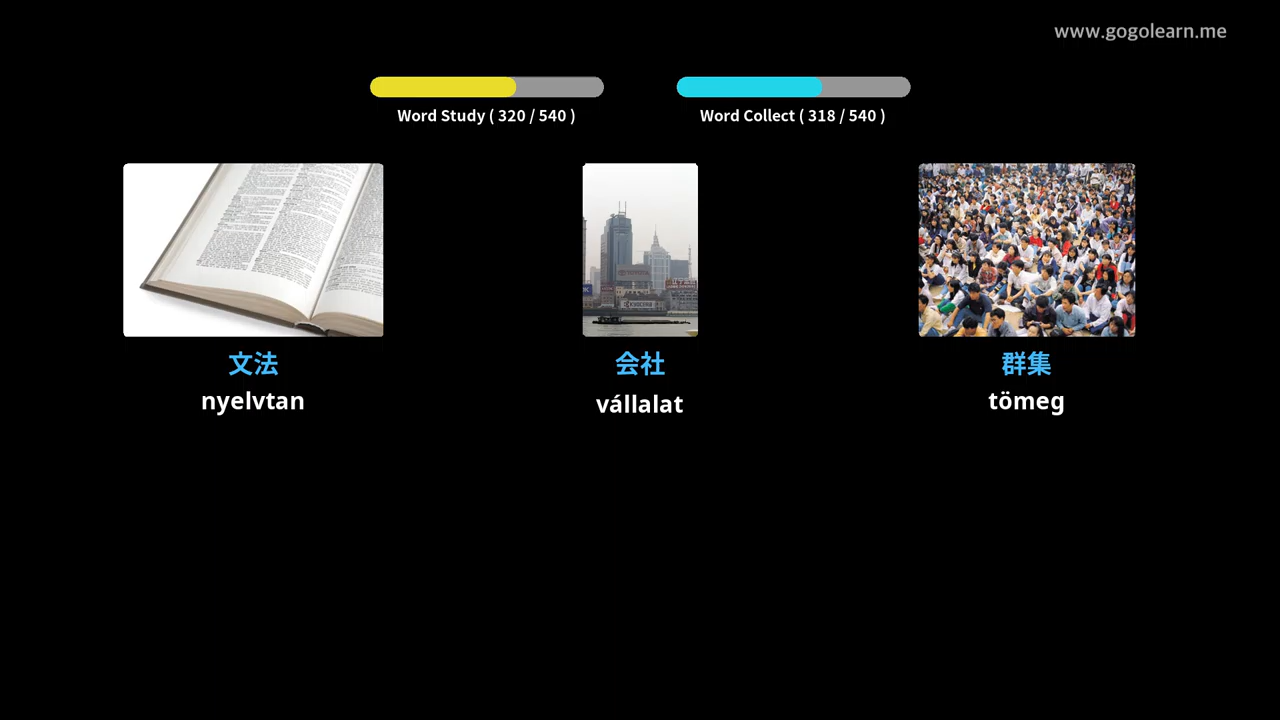 www.gogolearn.me
Word Study ( 320 / 540 )
Word Collect ( 318 / 540 )
TOYOTA
文法
会社
群集
nyelvtan
vállalat
tömeg